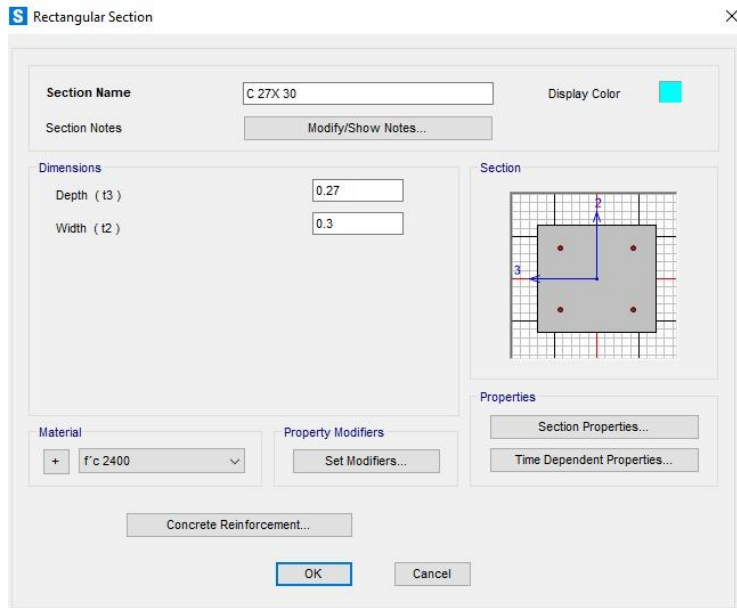 S Rectangular Section
Section Name C 27X 30 Display Color
Section Notes Modify/Show Notes...
Dimensions Section
Depth ( t3 ) 0.27
Width ( t2 ) 0.3
2
3
Properties
Section Properties...
Time Dependent Properties...
Material Property Modifiers
+ f´c 2400 Set Modifiers...
Concrete Reinforcement...
OK Cancel